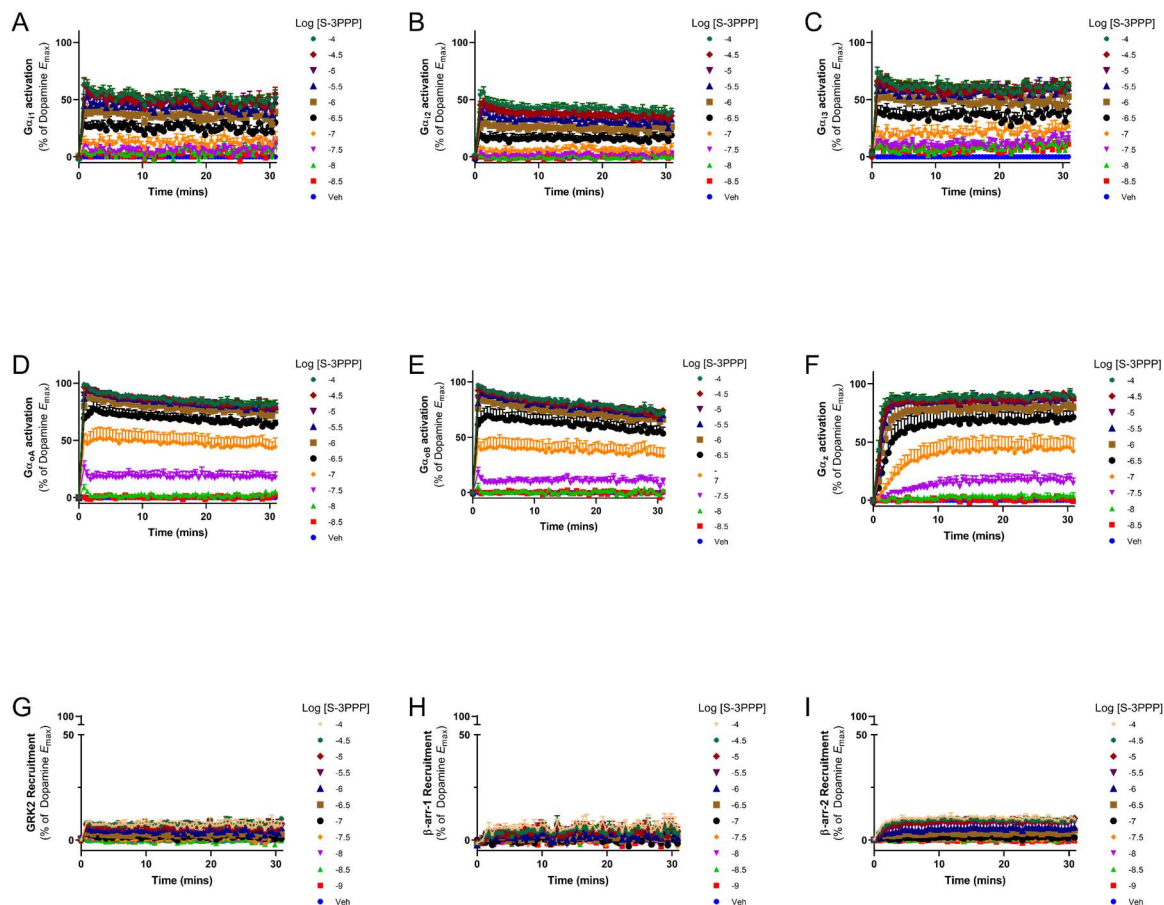 A
Gαi1 activation
(% of Dopamine Emax)
100
50
0
0 10 20 30
Time (mins)
Log [S-3PPP]
-4
-4.5
-5
-5.5
-6
-6.5
-7
-7.5
-8
-8.5
Veh
B
Gαi2 activation
(% of Dopamine Emax)
100
50
0
0 10 20 30
Time (mins)
Log [S-3PPP]
-4
-4.5
-5
-5.5
-6
-6.5
-7
-7.5
-8
-8.5
Veh
C
Gαi3 activation
(% of Dopamine Emax)
100
50
0
0 10 20 30
Time (mins)
Log [S-3PPP]
-4
-4.5
-5
-5.5
-6
-6.5
-7
-7.5
-8
-8.5
Veh
D
GαoA activation
(% of Dopamine Emax)
100
50
0
0 10 20 30
Time (mins)
Log [S-3PPP]
-4
-4.5
-5
-5.5
-6
-6.5
-7
-7.5
-8
-8.5
Veh
E
GαoB activation
(% of Dopamine Emax)
100
50
0
0 10 20 30
Time (mins)
Log [S-3PPP]
-4
-4.5
-5
-5.5
-6
-6.5
-
7
-7.5
-8
-8.5
Veh
F
Gαz activation
(% of Dopamine Emax)
100
50
0
0 10 20 30
Time (mins)
Log [S-3PPP]
-4
-4.5
-5
-5.5
-6
-6.5
-7
-7.5
-8
-8.5
Veh
G
GRK2 Recruitment
(% of Dopamine Emax)
100
50
0
0 10 20 30
Time (mins)
Log [S-3PPP]
-4
-4.5
-5
-5.5
-6
-6.5
-7
-7.5
-8
-8.5
-9
Veh
H
β-arr-1 Recruitment
(% of Dopamine Emax)
100
50
0
0 10 20 30
Time (mins)
Log [S-3PPP]
-4
-4.5
-5
-5.5
-6
-6.5
-7
-7.5
-8
-8.5
-9
Veh
I
β-arr-2 Recruitment
(% of Dopamine Emax)
100
50
0
0 10 20 30
Time (mins)
Log [S-3PPP]
-4
-4.5
-5
-5.5
-6
-6.5
-7
-7.5
-8
-8.5
-9
Veh